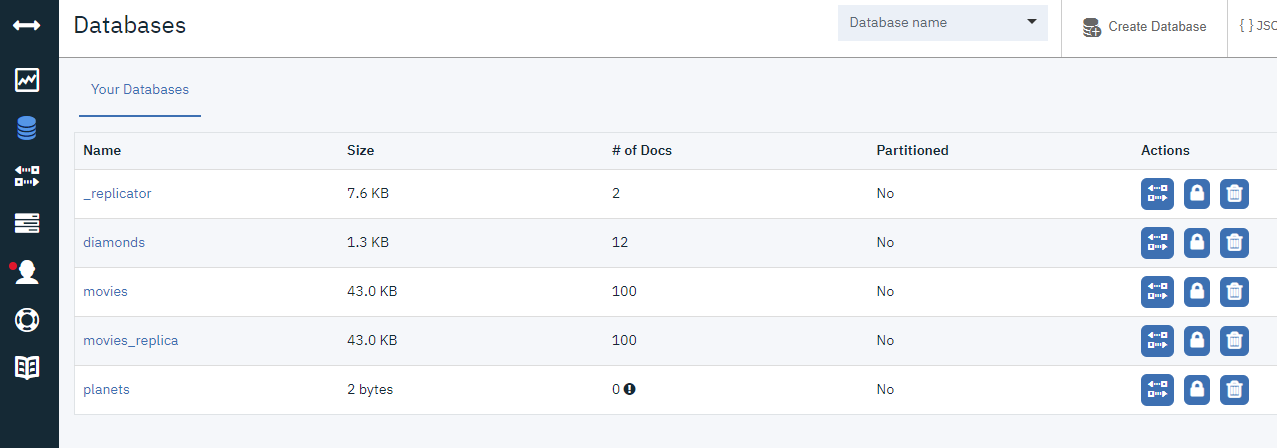 Databases
Database name
Create Database
{ } JSO
Your Databases
Name Size # of Docs Partitioned Actions
_replicator 7.6 KB 2 No
diamonds 1.3 KB 12 No
movies 43.0 KB 100 No
movies_replica 43.0 KB 100 No
planets 2 bytes 0 No